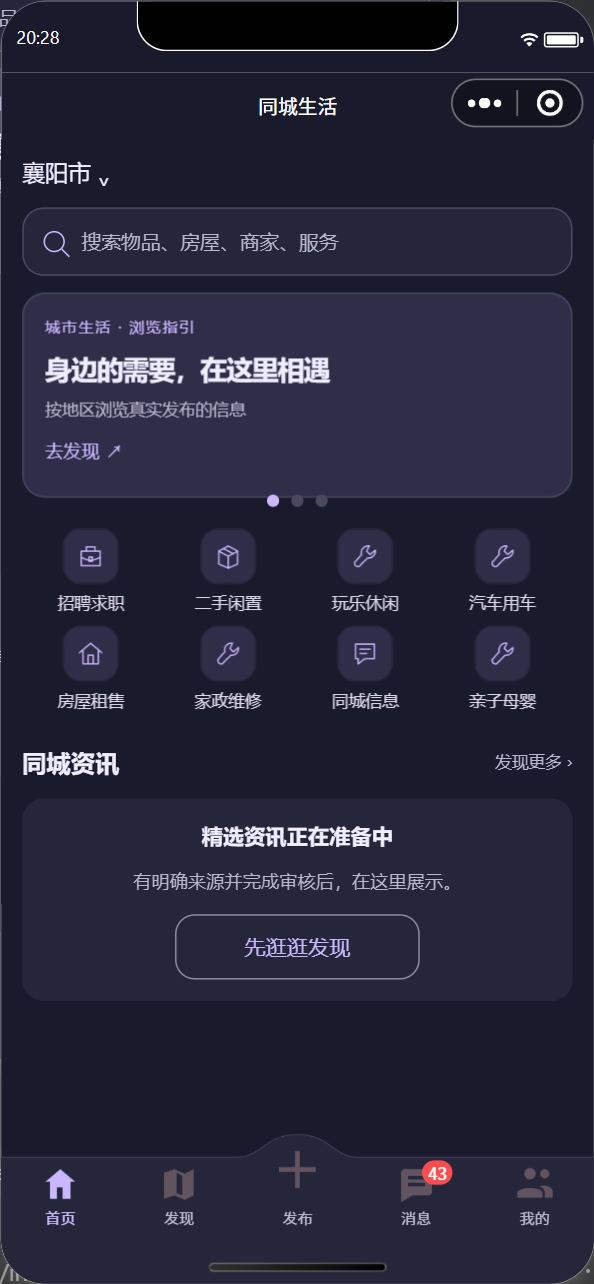 20:28
同城生活
襄阳市
搜索物品、房屋、商家、服务
城市生活 · 浏览指引
身边的需要，在这里相遇
按地区浏览真实发布的信息
去发现 ↗
招聘求职 二手闲置 玩乐休闲 汽车用车
房屋租售 家政维修 同城信息 亲子母婴
同城资讯 发现更多 ›
精选资讯正在准备中
有明确来源并完成审核后，在这里展示。
先逛逛发现
43
首页 发现 发布 消息 我的